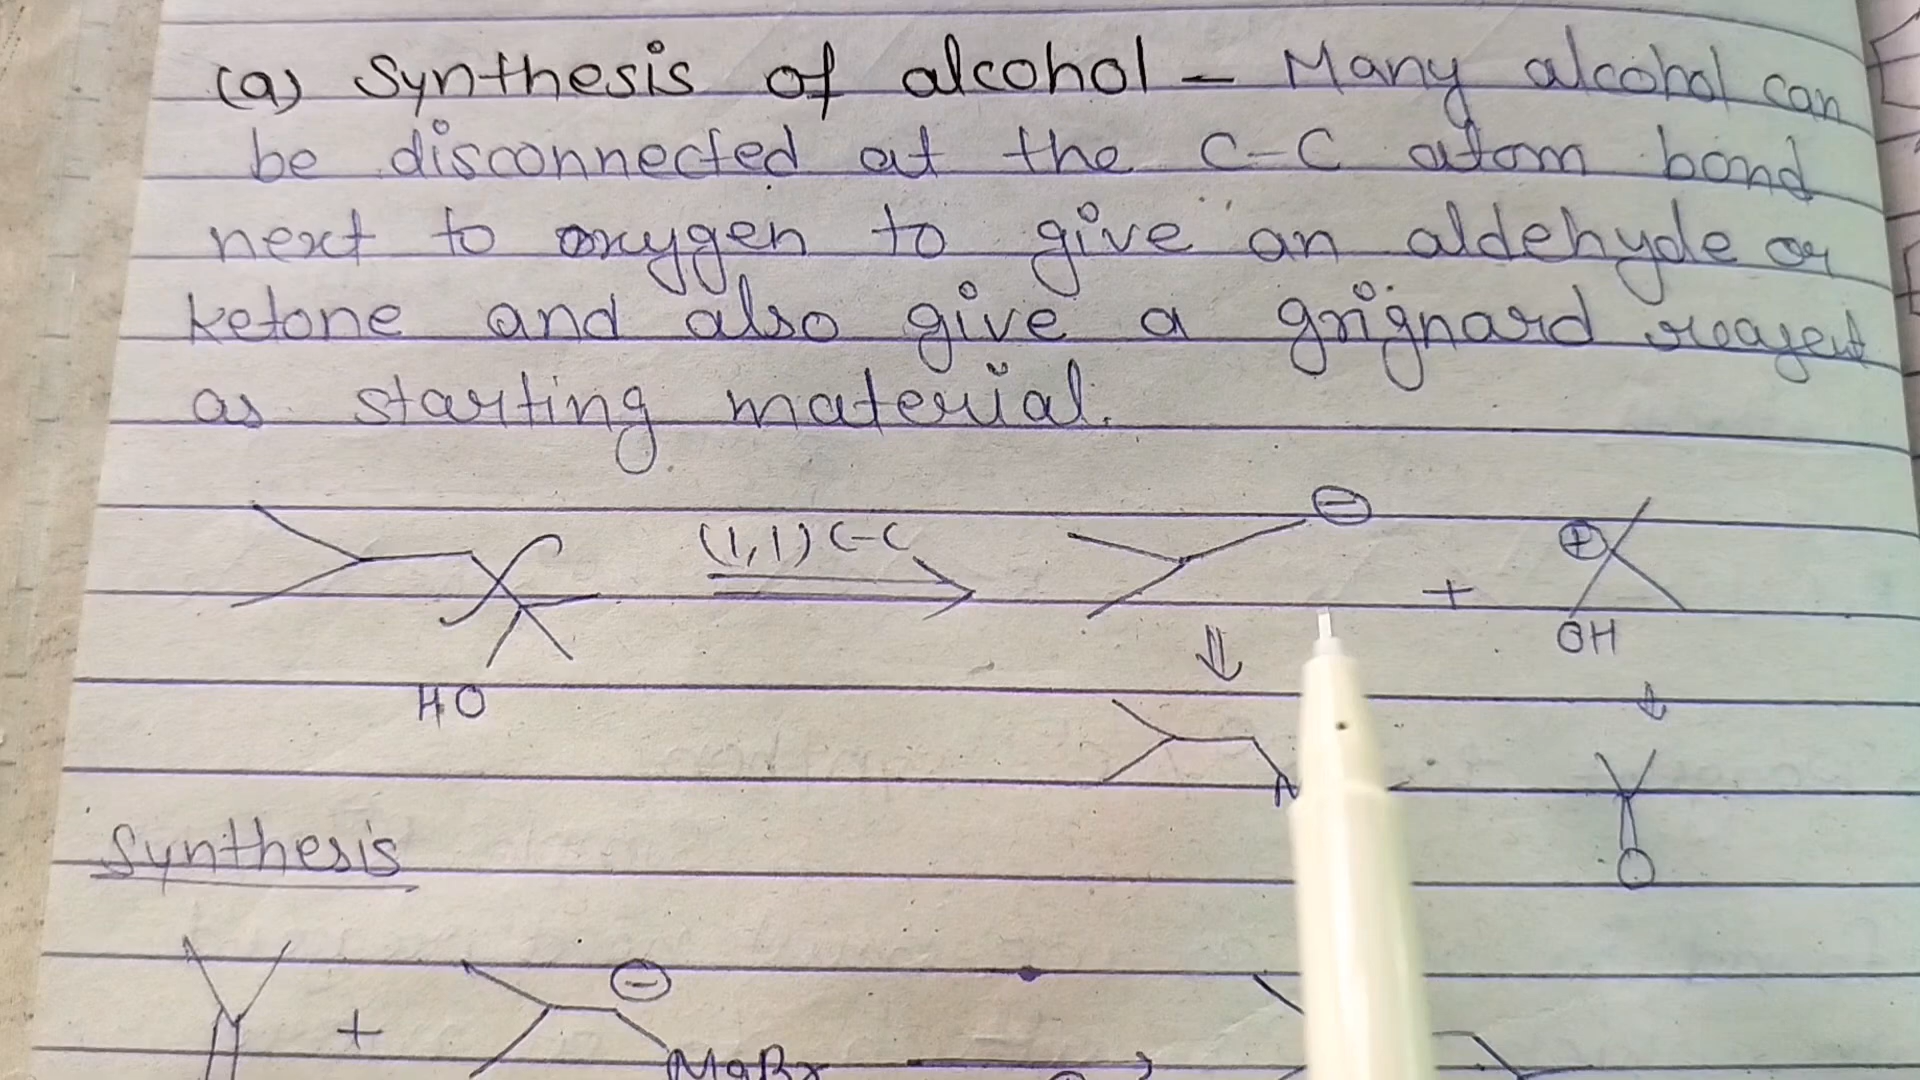 (a) Synthesis of alcohol - Many alcohol can
be disconnected at the C-C atom bond
next to oxygen to give an aldehyde or
ketone and also give a grignard reagent
as starting material.
(1,1) C-C
⊖
⊕
+
OH
HO
O
Synthesis
⊖
+
MgBr